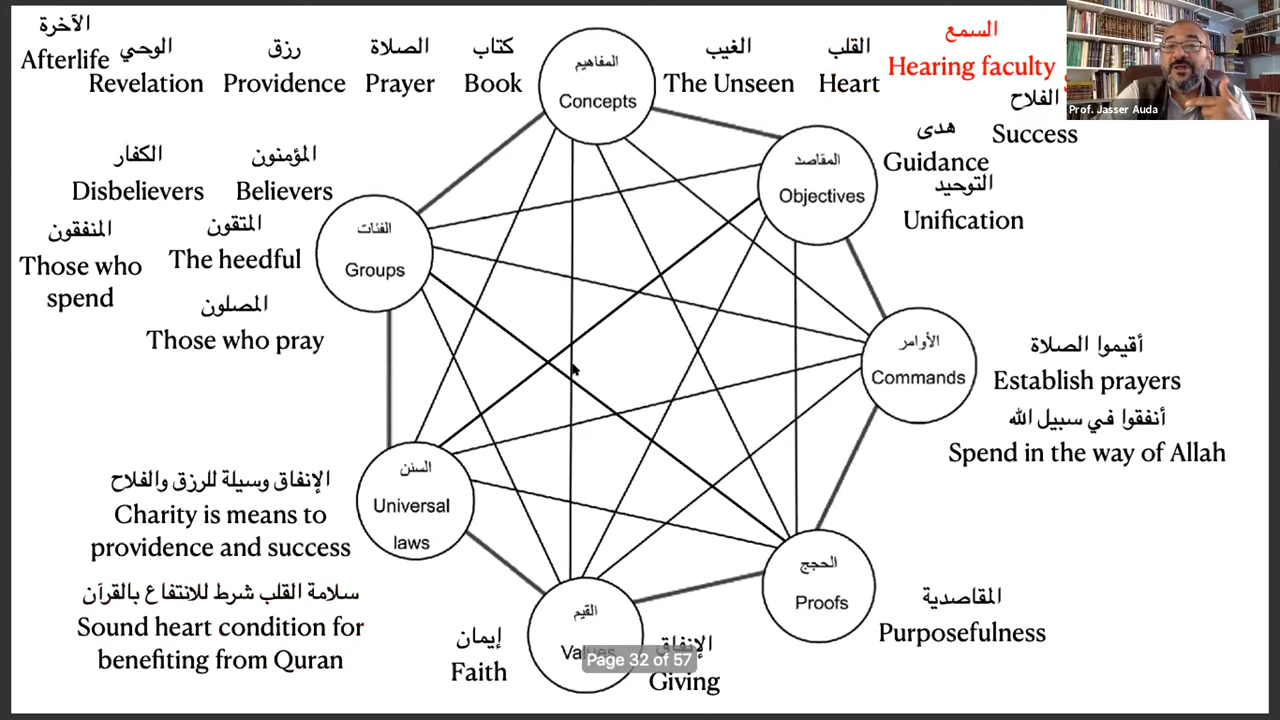 الآخرة
Afterlife
الوحي
Revelation
رزق
Providence
الصلاة
Prayer
كتاب
Book
المفاهيم
Concepts
الغيب
The Unseen
القلب
Heart
السمع
Hearing faculty
Prof. Jasser Auda
الفلاح
Success
هدى
Guidance
التوحيد
Unification
المقاصد
Objectives
الكفار
Disbelievers
المؤمنون
Believers
المنفقون
Those who
spend
المتقون
The heedful
المصلون
Those who pray
الفئات
Groups
الأوامر
Commands
أقيموا الصلاة
Establish prayers
أنفقوا في سبيل الله
Spend in the way of Allah
السنن
Universal
laws
الإنفاق وسيلة للرزق والفلاح
Charity is means to
providence and success
سلامة القلب شرط للانتفاع بالقرآن
Sound heart condition for
benefiting from Quran
الحجج
Proofs
المقاصدية
Purposefulness
القيم
إيمان
Faith
الإنفاق
Giving
Page 32 of 57